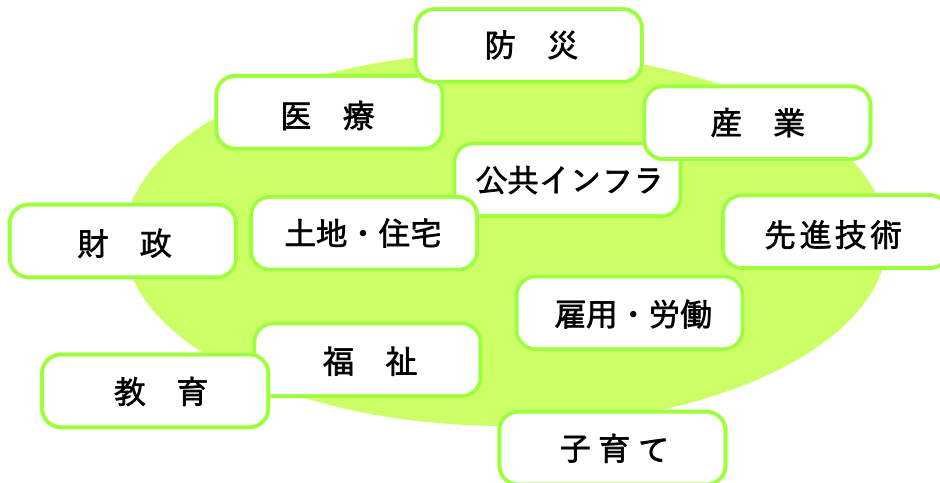 防　災
医　療
産　業
公共インフラ
土地・住宅
財　政
先進技術
雇用・労働
福　祉
教　育
子育て